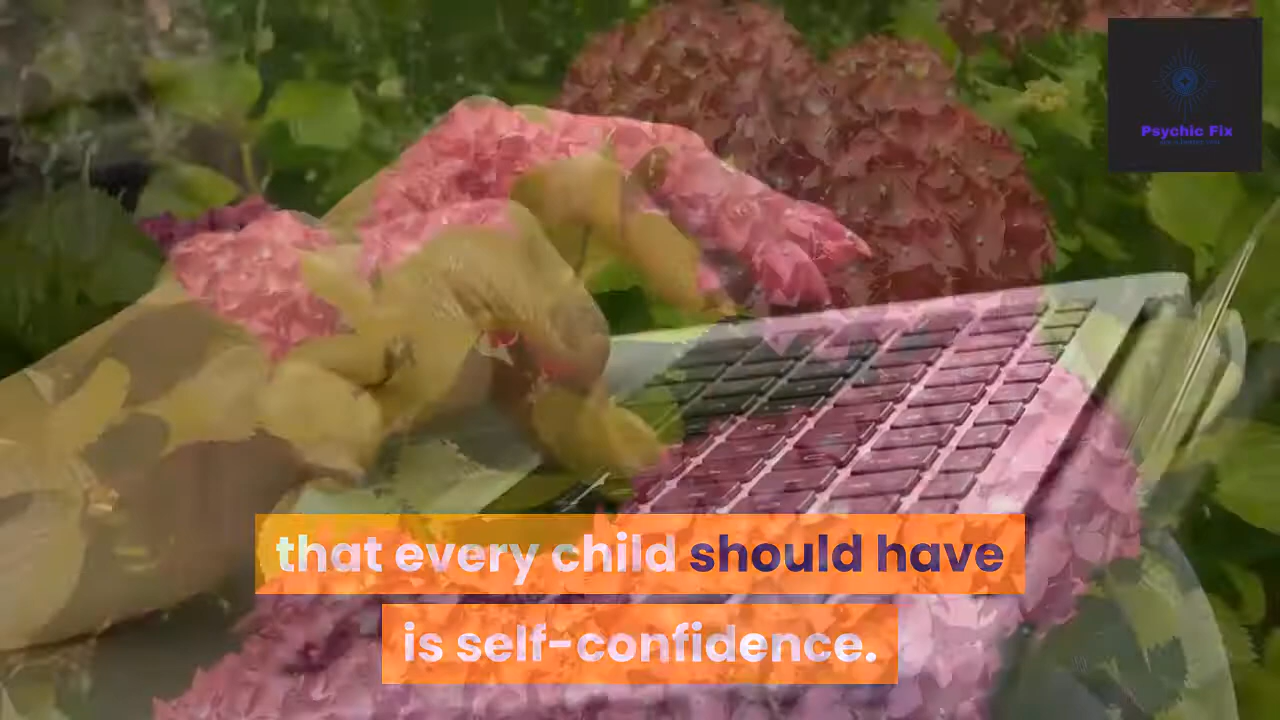 Psychic Fix
that every child should have
is self-confidence.